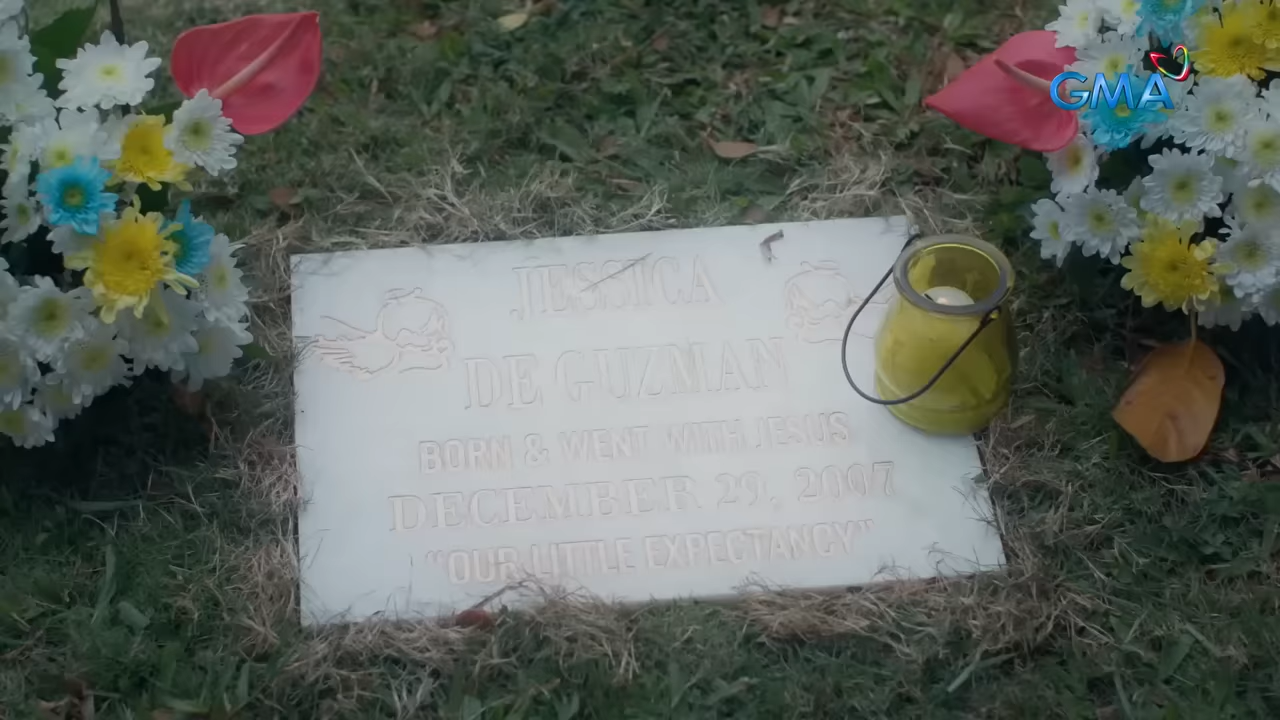 GMA
JESSICA
DE GUZMAN
BORN & WENT WITH JESUS
DECEMBER 29, 2007
"OUR LITTLE EXPECTANCY"